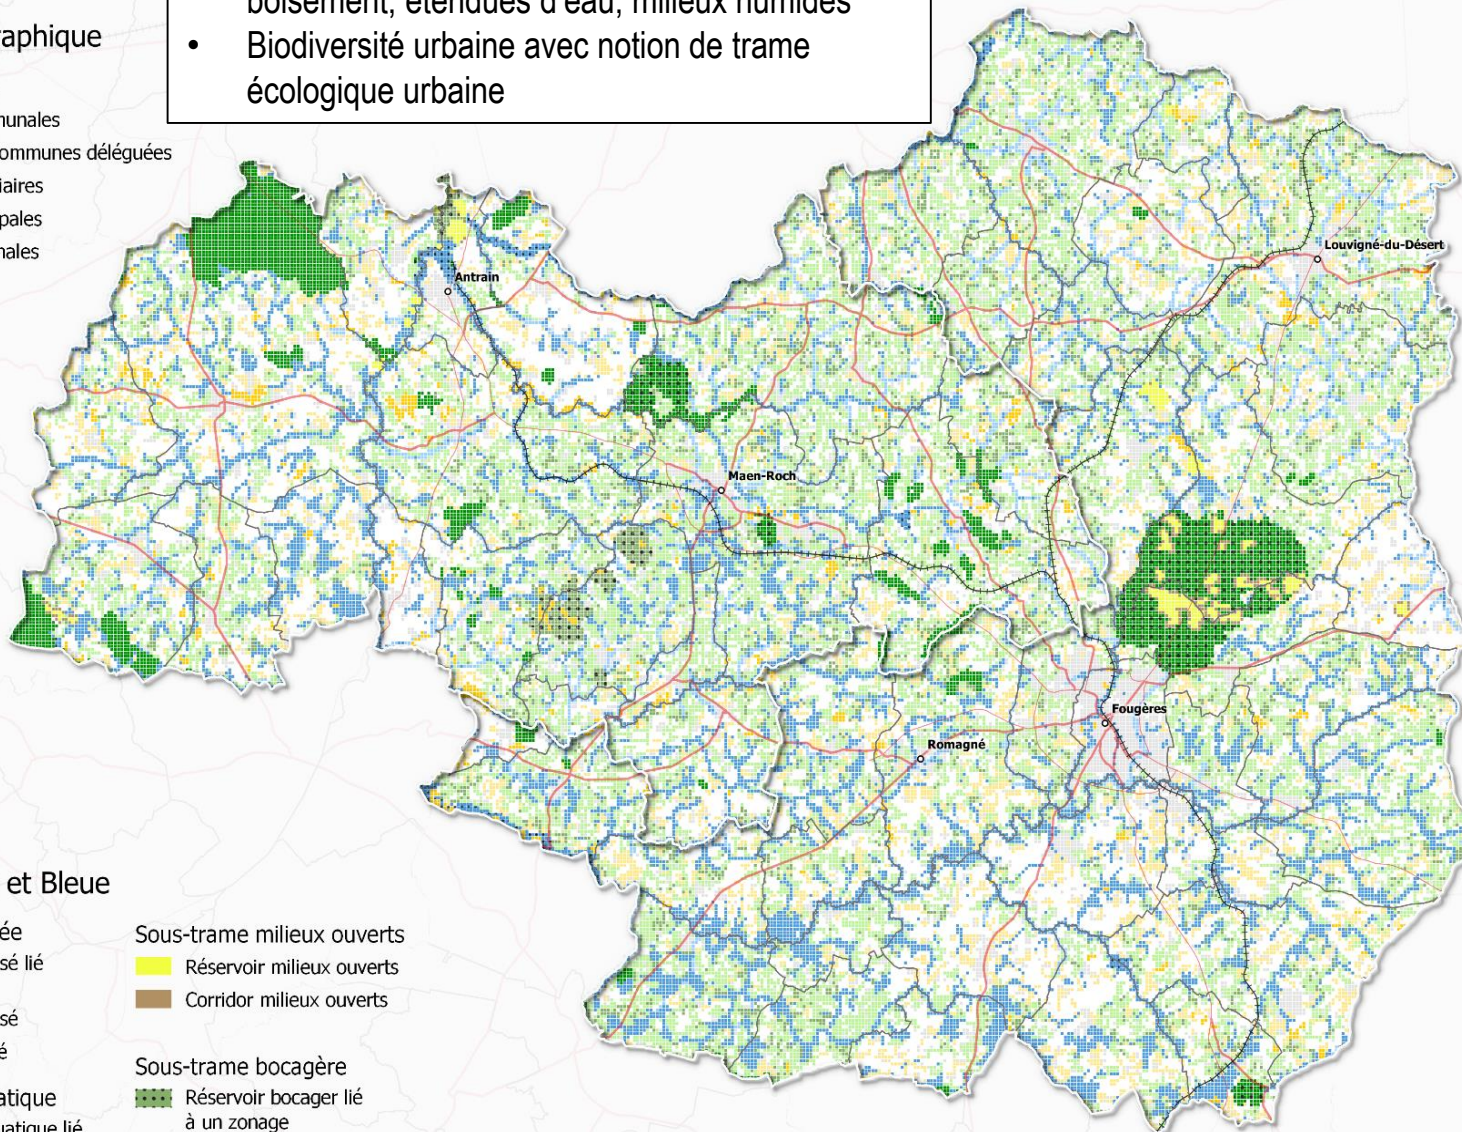 boisement, étendues d'eau, milieux humides
• Biodiversité urbaine avec notion de trame
écologique urbaine
raphique
munales
ommunes déléguées
iaires
pales
nales
Antrain
Louvigné-du-Désert
Maen-Roch
Fougères
Romagné
et Bleue
ée
sé lié
sé
é
atique
uatique lié
Sous-trame milieux ouverts
Réservoir milieux ouverts
Corridor milieux ouverts
Sous-trame bocagère
Réservoir bocager lié
à un zonage